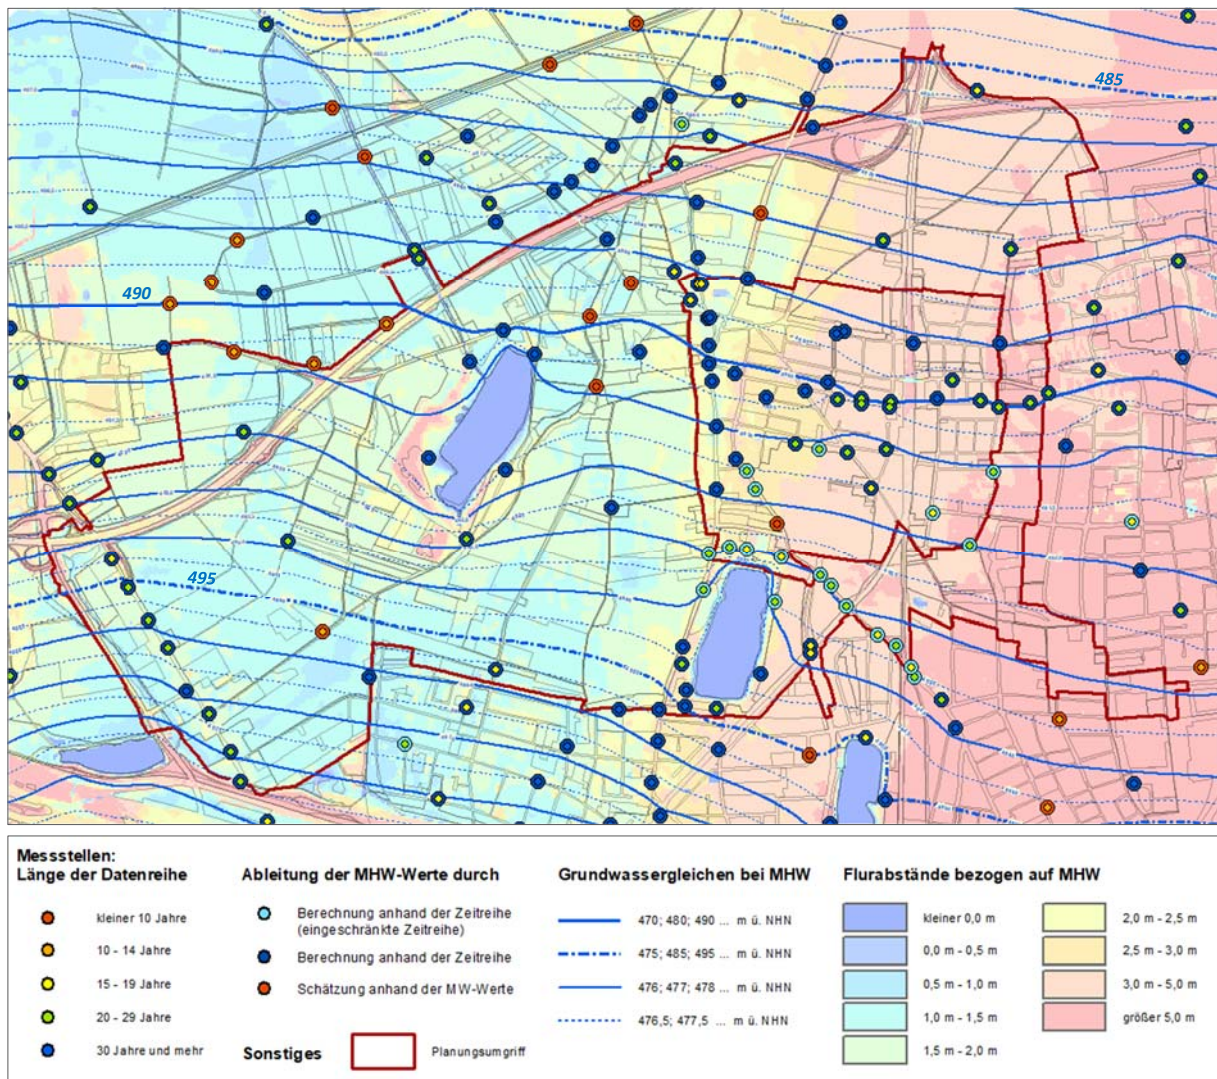 485
490
495
Messstellen:
Länge der Datenreihe
kleiner 10 Jahre
10 - 14 Jahre
15 - 19 Jahre
20 - 29 Jahre
30 Jahre und mehr
Ableitung der MHW-Werte durch
Berechnung anhand der Zeitreihe
(eingeschränkte Zeitreihe)
Berechnung anhand der Zeitreihe
Schätzung anhand der MW-Werte
Sonstiges
Planungsumgriff
Grundwassergleichen bei MHW
470; 480; 490 ... m ü. NHN
475; 485; 495 ... m ü. NHN
476; 477; 478 ... m ü. NHN
476,5; 477,5 ... m ü. NHN
Flurabstände bezogen auf MHW
kleiner 0,0 m
0,0 m - 0,5 m
0,5 m - 1,0 m
1,0 m - 1,5 m
1,5 m - 2,0 m
2,0 m - 2,5 m
2,5 m - 3,0 m
3,0 m - 5,0 m
größer 5,0 m